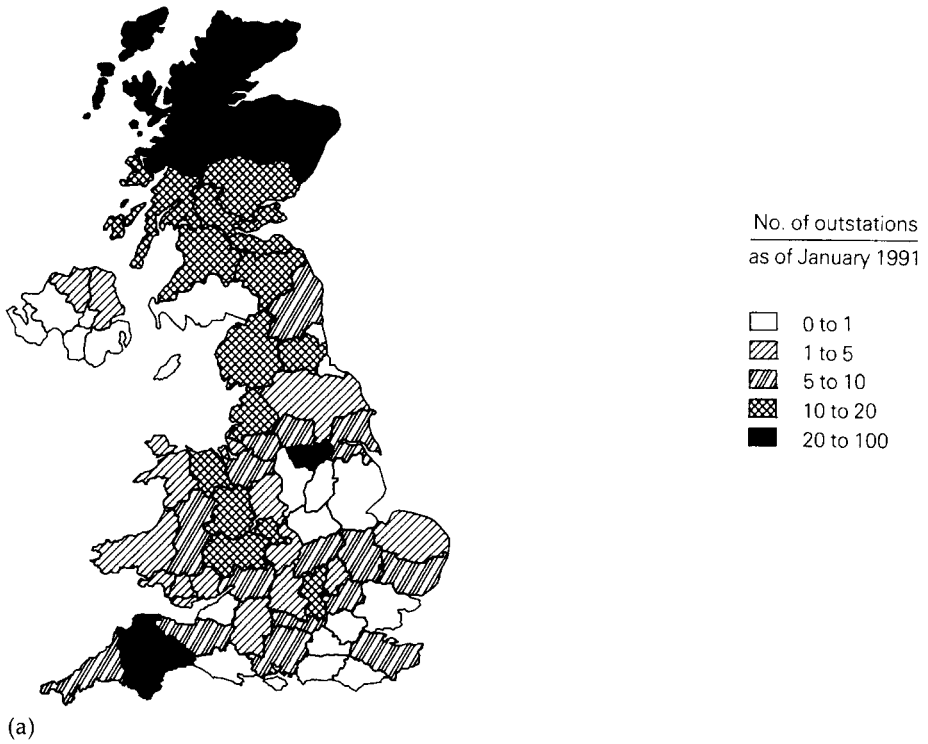 No. of outstations
as of January 1991
0 to 1
1 to 5
5 to 10
10 to 20
20 to 100
(a)